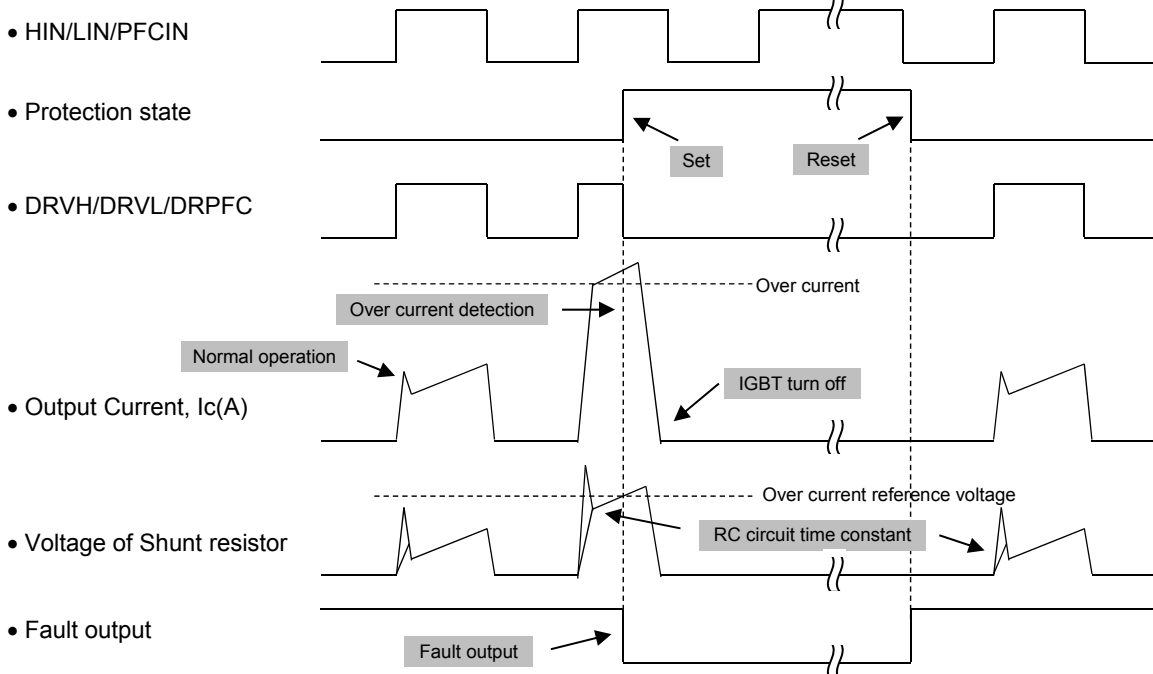 • HIN/LIN/PFCIN
• Protection state
Set
Reset
• DRVH/DRVL/DRPFC
Over current
Over current detection
Normal operation
IGBT turn off
• Output Current, Ic(A)
Over current reference voltage
RC circuit time constant
• Voltage of Shunt resistor
• Fault output
Fault output